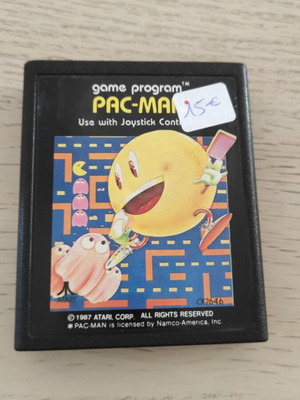 game program™
PAC-MAN
15-€
Use with Joystick Cont
ATARI
CX2646
© 1987 ATARI CORP. ALL RIGHTS RESERVED
* PAC-MAN is licensed by Namco-America, Inc.